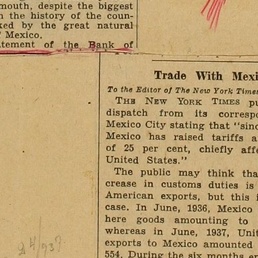 mouth, despite the biggest
n the history of the coun-
ked by the great natural
f Mexico.
atement of the Bank of
Trade With Mexi
To the Editor of The New York Times
THE NEW YORK TIMES pu
dispatch from its correspo
Mexico City stating that "sinc
Mexico has raised tariffs a
of 25 per cent, chiefly affe
United States."
The public may think tha
crease in customs duties is
American exports, but this i
case. In June, 1936, Mexico
here goods amounting to
whereas in June, 1937, Unit
exports to Mexico amounted
554. During the six months en